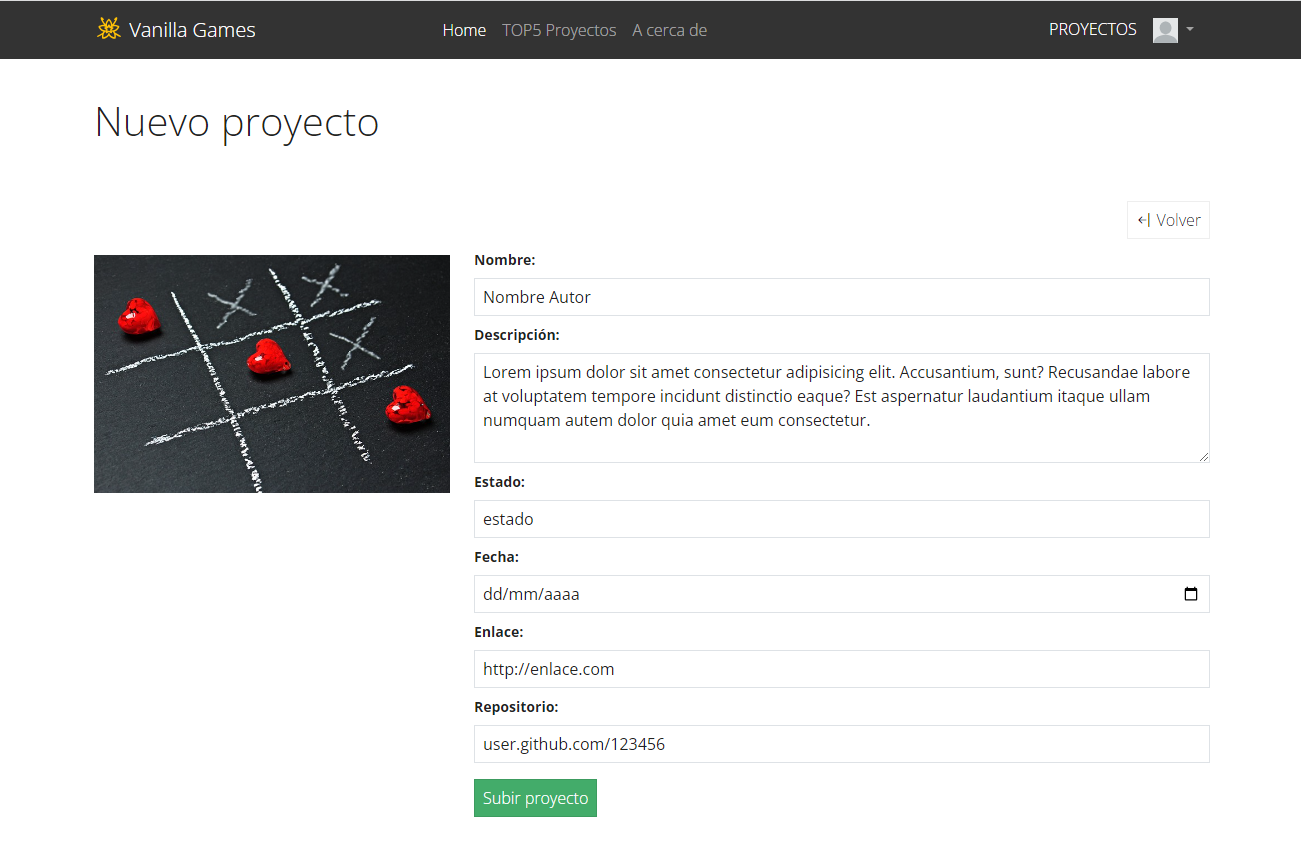 Vanilla Games
Home TOP5 Proyectos A cerca de
PROYECTOS
Nuevo proyecto
Volver
Nombre:
Nombre Autor
Descripción:
Lorem ipsum dolor sit amet consectetur adipisicing elit. Accusantium, sunt? Recusandae labore
at voluptatem tempore incidunt distinctio eaque? Est aspernatur laudantium itaque ullam
numquam autem dolor quia amet eum consectetur.
Estado:
estado
Fecha:
dd/mm/aaaa
Enlace:
http://enlace.com
Repositorio:
user.github.com/123456
Subir proyecto